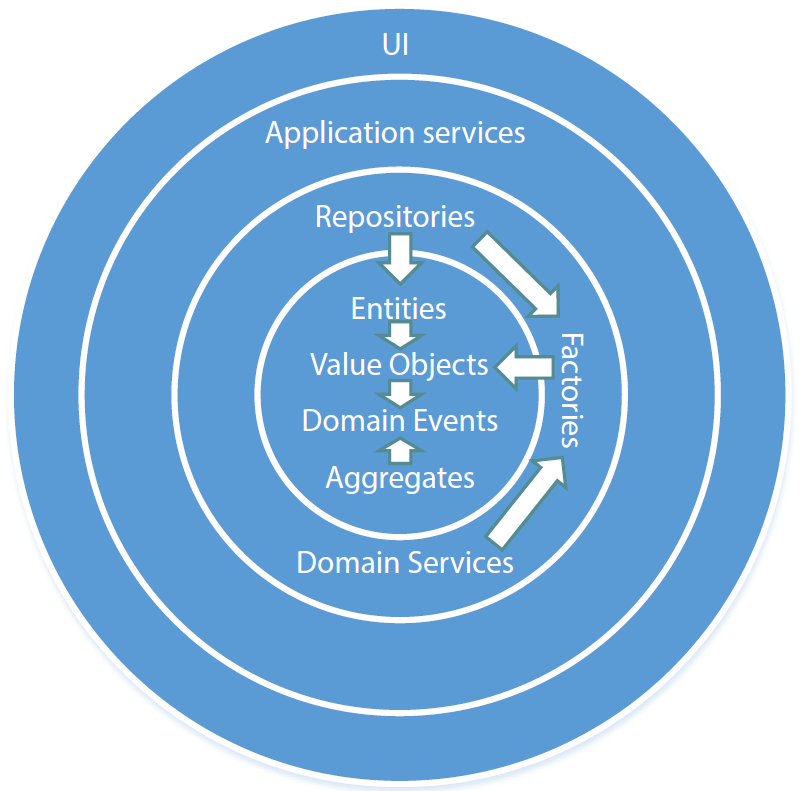 UI
Application services
Repositories
Entities
Value Objects
Domain Events
Aggregates
Factories
Domain Services